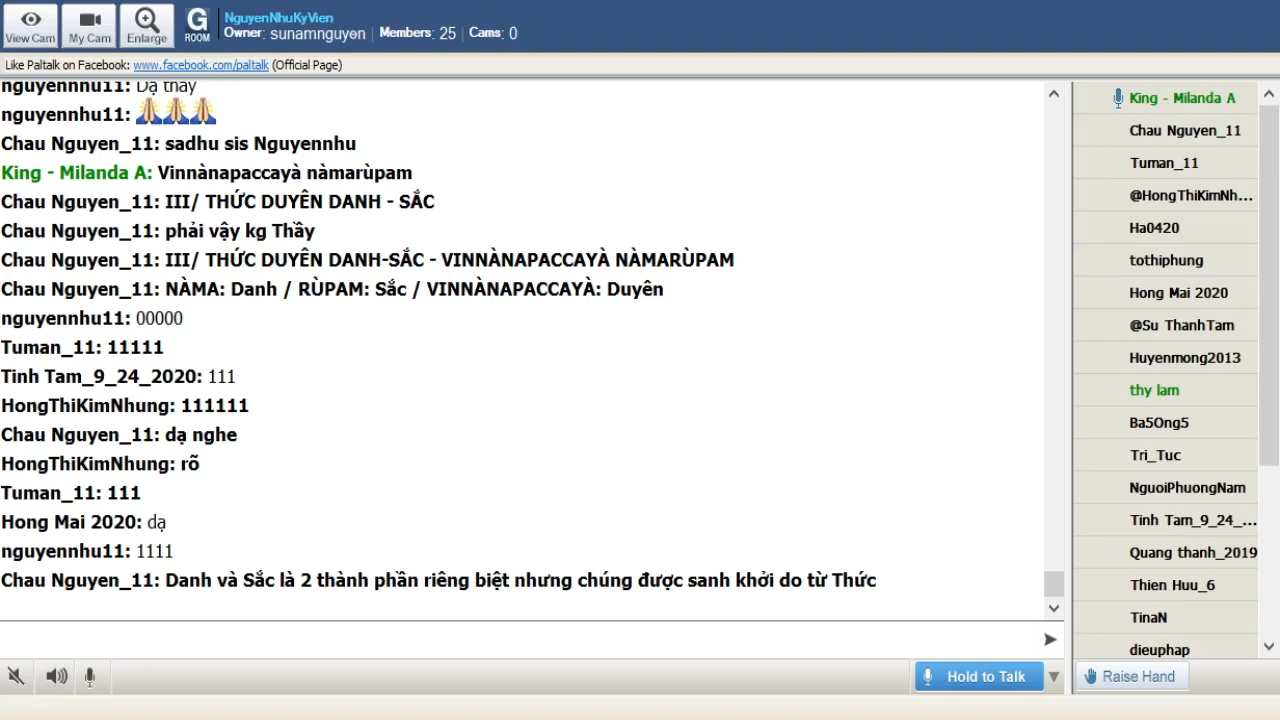 View Cam
My Cam
Enlarge
G
ROOM
NguyenNhuKyVien
Owner: sunamnguyen | Members: 25 | Cams: 0
Like Paltalk on Facebook: www.facebook.com/paltalk (Official Page)
nguyennhu11: Dạ thầy
nguyennhu11: 🙏🙏🙏
Chau Nguyen_11: sadhu sis Nguyennhu
King - Milanda A: Vinnànapaccayà nàmarùpam
Chau Nguyen_11: III/ THỨC DUYÊN DANH - SẮC
Chau Nguyen_11: phải vậy kg Thầy
Chau Nguyen_11: III/ THỨC DUYÊN DANH-SẮC - VINNÀNAPACCAYÀ NÀMARÙPAM
Chau Nguyen_11: NÀMA: Danh / RÙPAM: Sắc / VINNÀNAPACCAYÀ: Duyên
nguyennhu11: 00000
Tuman_11: 11111
Tinh Tam_9_24_2020: 111
HongThiKimNhung: 111111
Chau Nguyen_11: dạ nghe
HongThiKimNhung: rõ
Tuman_11: 111
Hong Mai 2020: dạ
nguyennhu11: 1111
Chau Nguyen_11: Danh và Sắc là 2 thành phần riêng biệt nhưng chúng được sanh khởi do từ Thức
Hold to Talk
King - Milanda A
Chau Nguyen_11
Tuman_11
@HongThiKimNh...
Ha0420
tothiphung
Hong Mai 2020
@Su ThanhTam
Huyenmong2013
thy lam
Ba5Ong5
Tri_Tuc
NguoiPhuongNam
Tinh Tam_9_24_...
Quang thanh_2019
Thien Huu_6
TinaN
dieuphap
Raise Hand